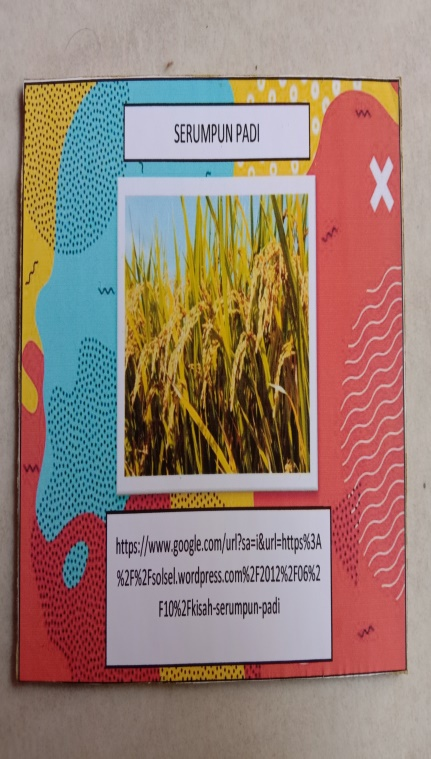 SERUMPUN PADI
https://www.google.com/url?sa=i&url=https%3A
%2F%2Fsolsel.wordpress.com%2F2012%2F06%2
F10%2Fkisah-serumpun-padi